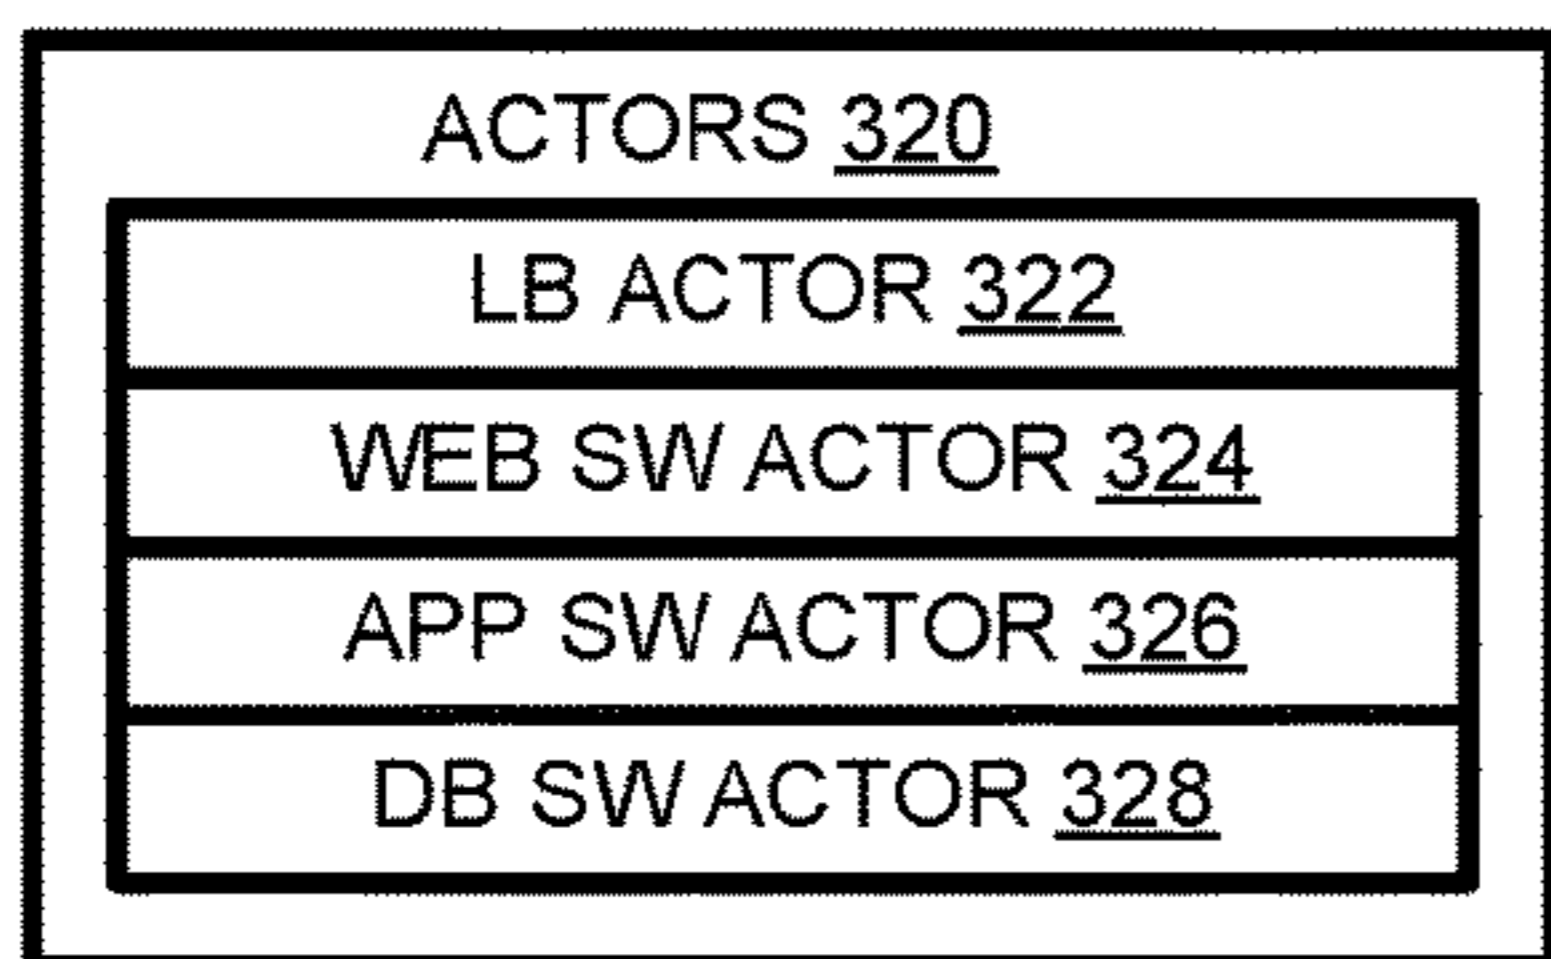 ACTORS 320
LB ACTOR 322
WEB SW ACTOR 324
APP SW ACTOR 326
DB SW ACTOR 328